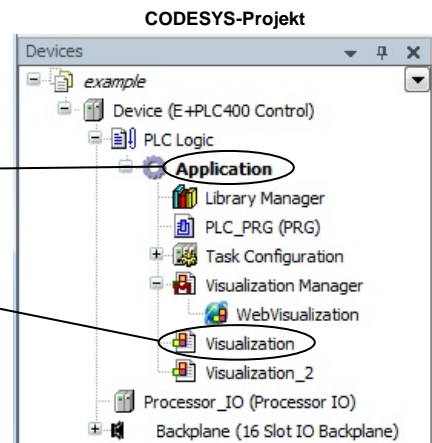 CODESYS-Projekt
Devices
example
Device (E+PLC400 Control)
PLC Logic
Application
Library Manager
PLC_PRG (PRG)
Task Configuration
Visualization Manager
WebVisualization
Visualization
Visualization_2
Processor_IO (Processor IO)
Backplane (16 Slot IO Backplane)